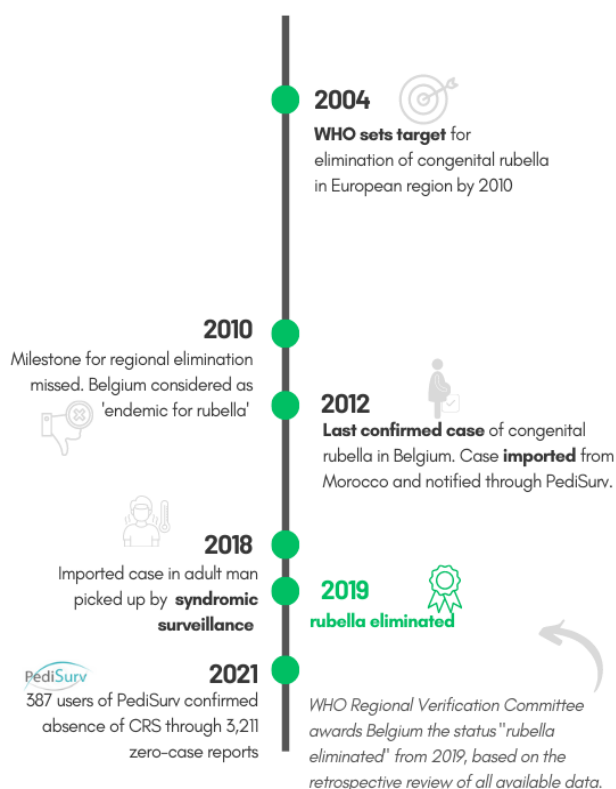 2004
WHO sets target for
elimination of congenital rubella
in European region by 2010
2010
Milestone for regional elimination
missed. Belgium considered as
'endemic for rubella'
2012
Last confirmed case of congenital
rubella in Belgium. Case imported from
Morocco and notified through PediSurv.
2018
Imported case in adult man
picked up by syndromic
surveillance
2019
rubella eliminated
2021
PediSurv
387 users of PediSurv confirmed
absence of CRS through 3,211
zero-case reports
WHO Regional Verification Committee
awards Belgium the status "rubella
eliminated" from 2019, based on the
retrospective review of all available data.